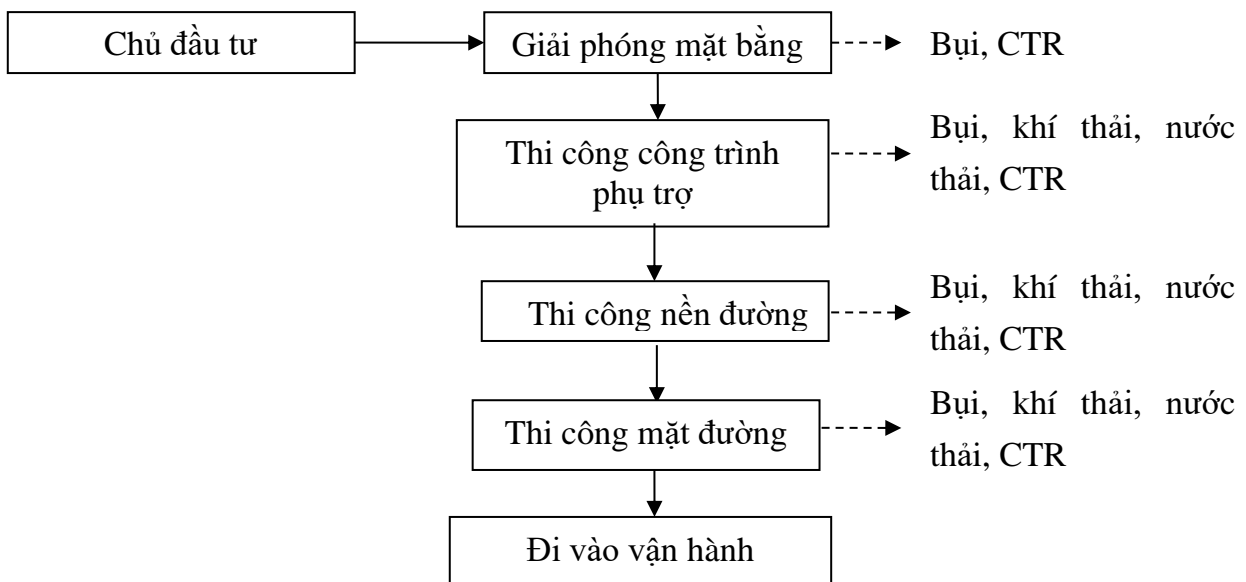 Chủ đầu tư
Giải phóng mặt bằng
Bụi, CTR
Thi công công trình
phụ trợ
Bụi, khí thải, nước
thải, CTR
Thi công nền đường
Bụi, khí thải, nước
thải, CTR
Thi công mặt đường
Bụi, khí thải, nước
thải, CTR
Đi vào vận hành